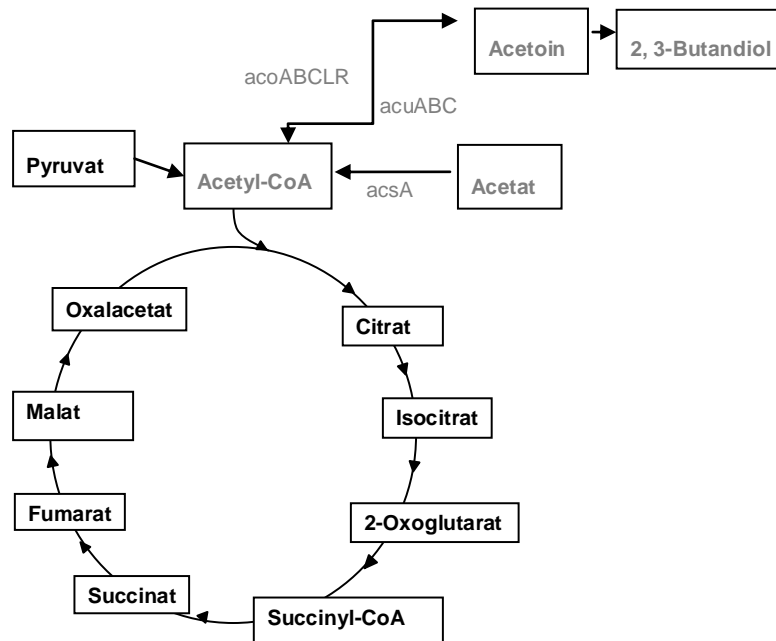 Acetoin
2, 3-Butandiol
acoABCLR
acuABC
Pyruvat
Acetyl-CoA
acsA
Acetat
Oxalacetat
Citrat
Malat
Isocitrat
Fumarat
2-Oxoglutarat
Succinat
Succinyl-CoA